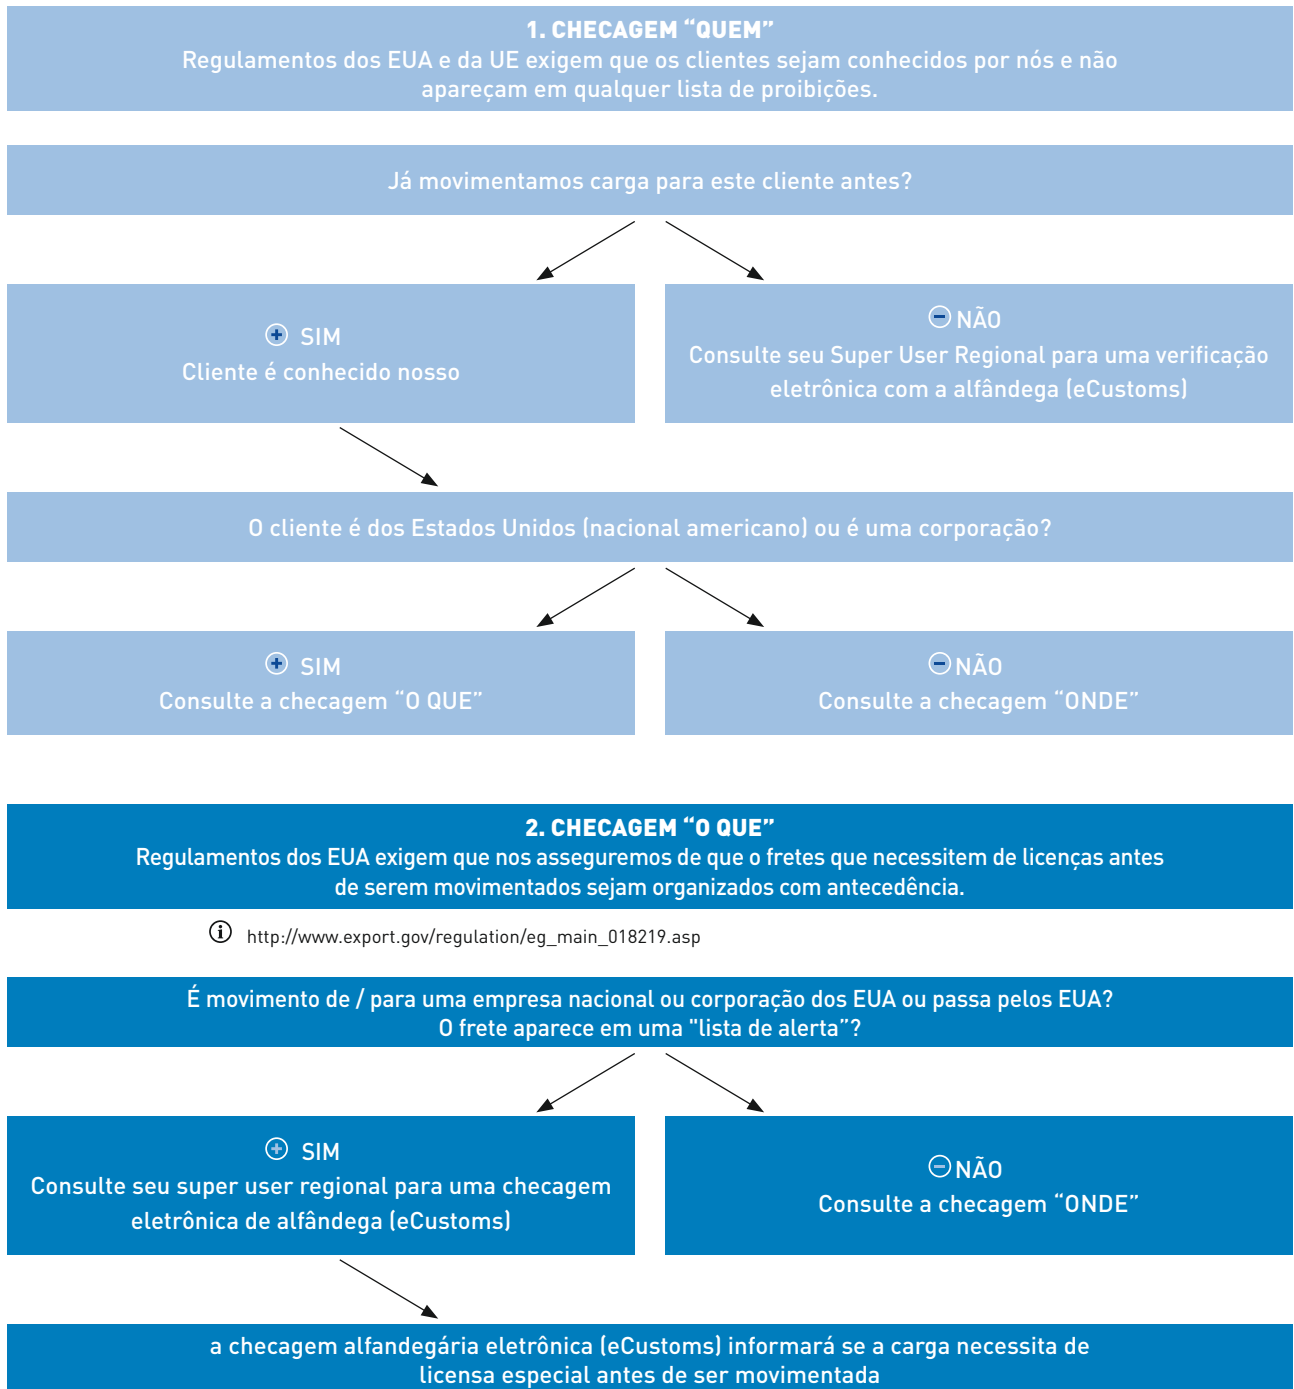 1. CHECAGEM “QUEM”
Regulamentos dos EUA e da UE exigem que os clientes sejam conhecidos por nós e não
apareçam em qualquer lista de proibições.
Já movimentamos carga para este cliente antes?
SIM
Cliente é conhecido nosso
NÃO
Consulte seu Super User Regional para uma verificação
eletrônica com a alfândega (eCustoms)
O cliente é dos Estados Unidos (nacional americano) ou é uma corporação?
SIM
Consulte a checagem “O QUE”
NÃO
Consulte a checagem “ONDE”
2. CHECAGEM “O QUE”
Regulamentos dos EUA exigem que nos asseguremos de que o fretes que necessitem de licenças antes
de serem movimentados sejam organizados com antecedência.
http://www.export.gov/regulation/eg_main_018219.asp
É movimento de / para uma empresa nacional ou corporação dos EUA ou passa pelos EUA?
O frete aparece em uma "lista de alerta”?
SIM
Consulte seu super user regional para uma checagem
eletrônica de alfândega (eCustoms)
NÃO
Consulte a checagem “ONDE”
a checagem alfandegária eletrônica (eCustoms) informará se a carga necessita de
licensa especial antes de ser movimentada